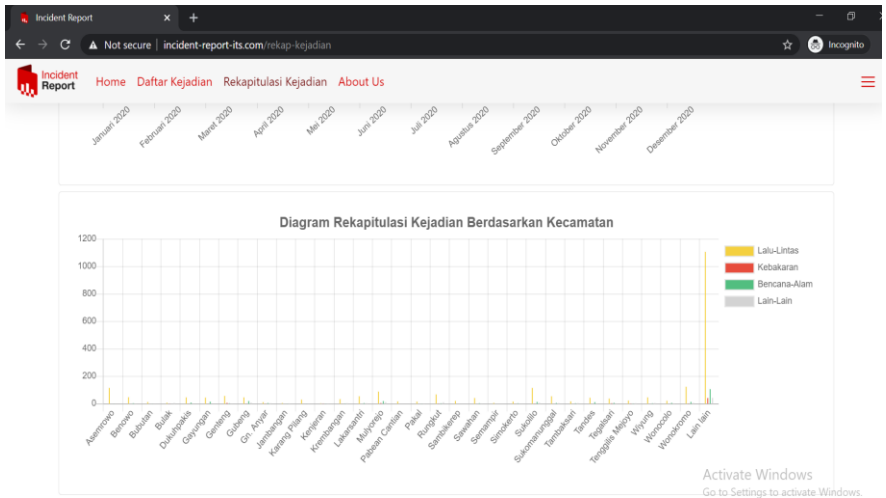 Incident Report
Not secure | incident-report-its.com/rekap-kejadian
Incognito
Incident
Report
Home Daftar Kejadian Rekapitulasi Kejadian About Us
Januari 2020
Februari 2020
Maret 2020
April 2020
Mei 2020
Juni 2020
Juli 2020
Agustus 2020
September 2020
Oktober 2020
November 2020
Desember 2020
Diagram Rekapitulasi Kejadian Berdasarkan Kecamatan
1200
1000
800
600
400
200
0
Lalu-Lintas
Kebakaran
Bencana-Alam
Lain-Lain
Asemrowo
Benowo
Bubutan
Bulak
Dukuhpakis
Gayungan
Genteng
Gubeng
Gn. Anyar
Jambangan
Karang Pilang
Kenjeran
Krembangan
Lakarsantri
Mulyorejo
Pabean Cantian
Pakal
Rungkut
Sambikerep
Sawahan
Semampir
Simokerto
Sukolilo
Sukomanunggal
Tambaksari
Tandes
Tegalsari
Tenggilis Mejoyo
Wiyung
Wonocolo
Wonokromo
Lain lain
Activate Windows
Go to Settings to activate Windows.